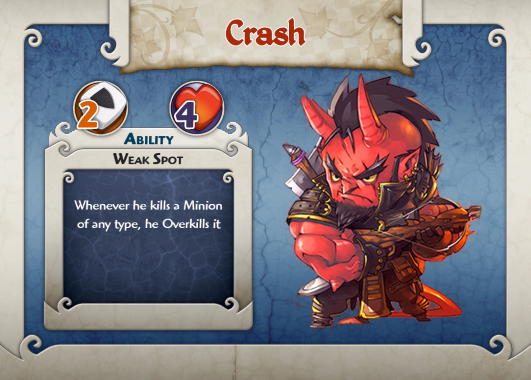 Crash
2 4
Ability
Weak Spot
Whenever he kills a Minion
of any type, he Overkills it